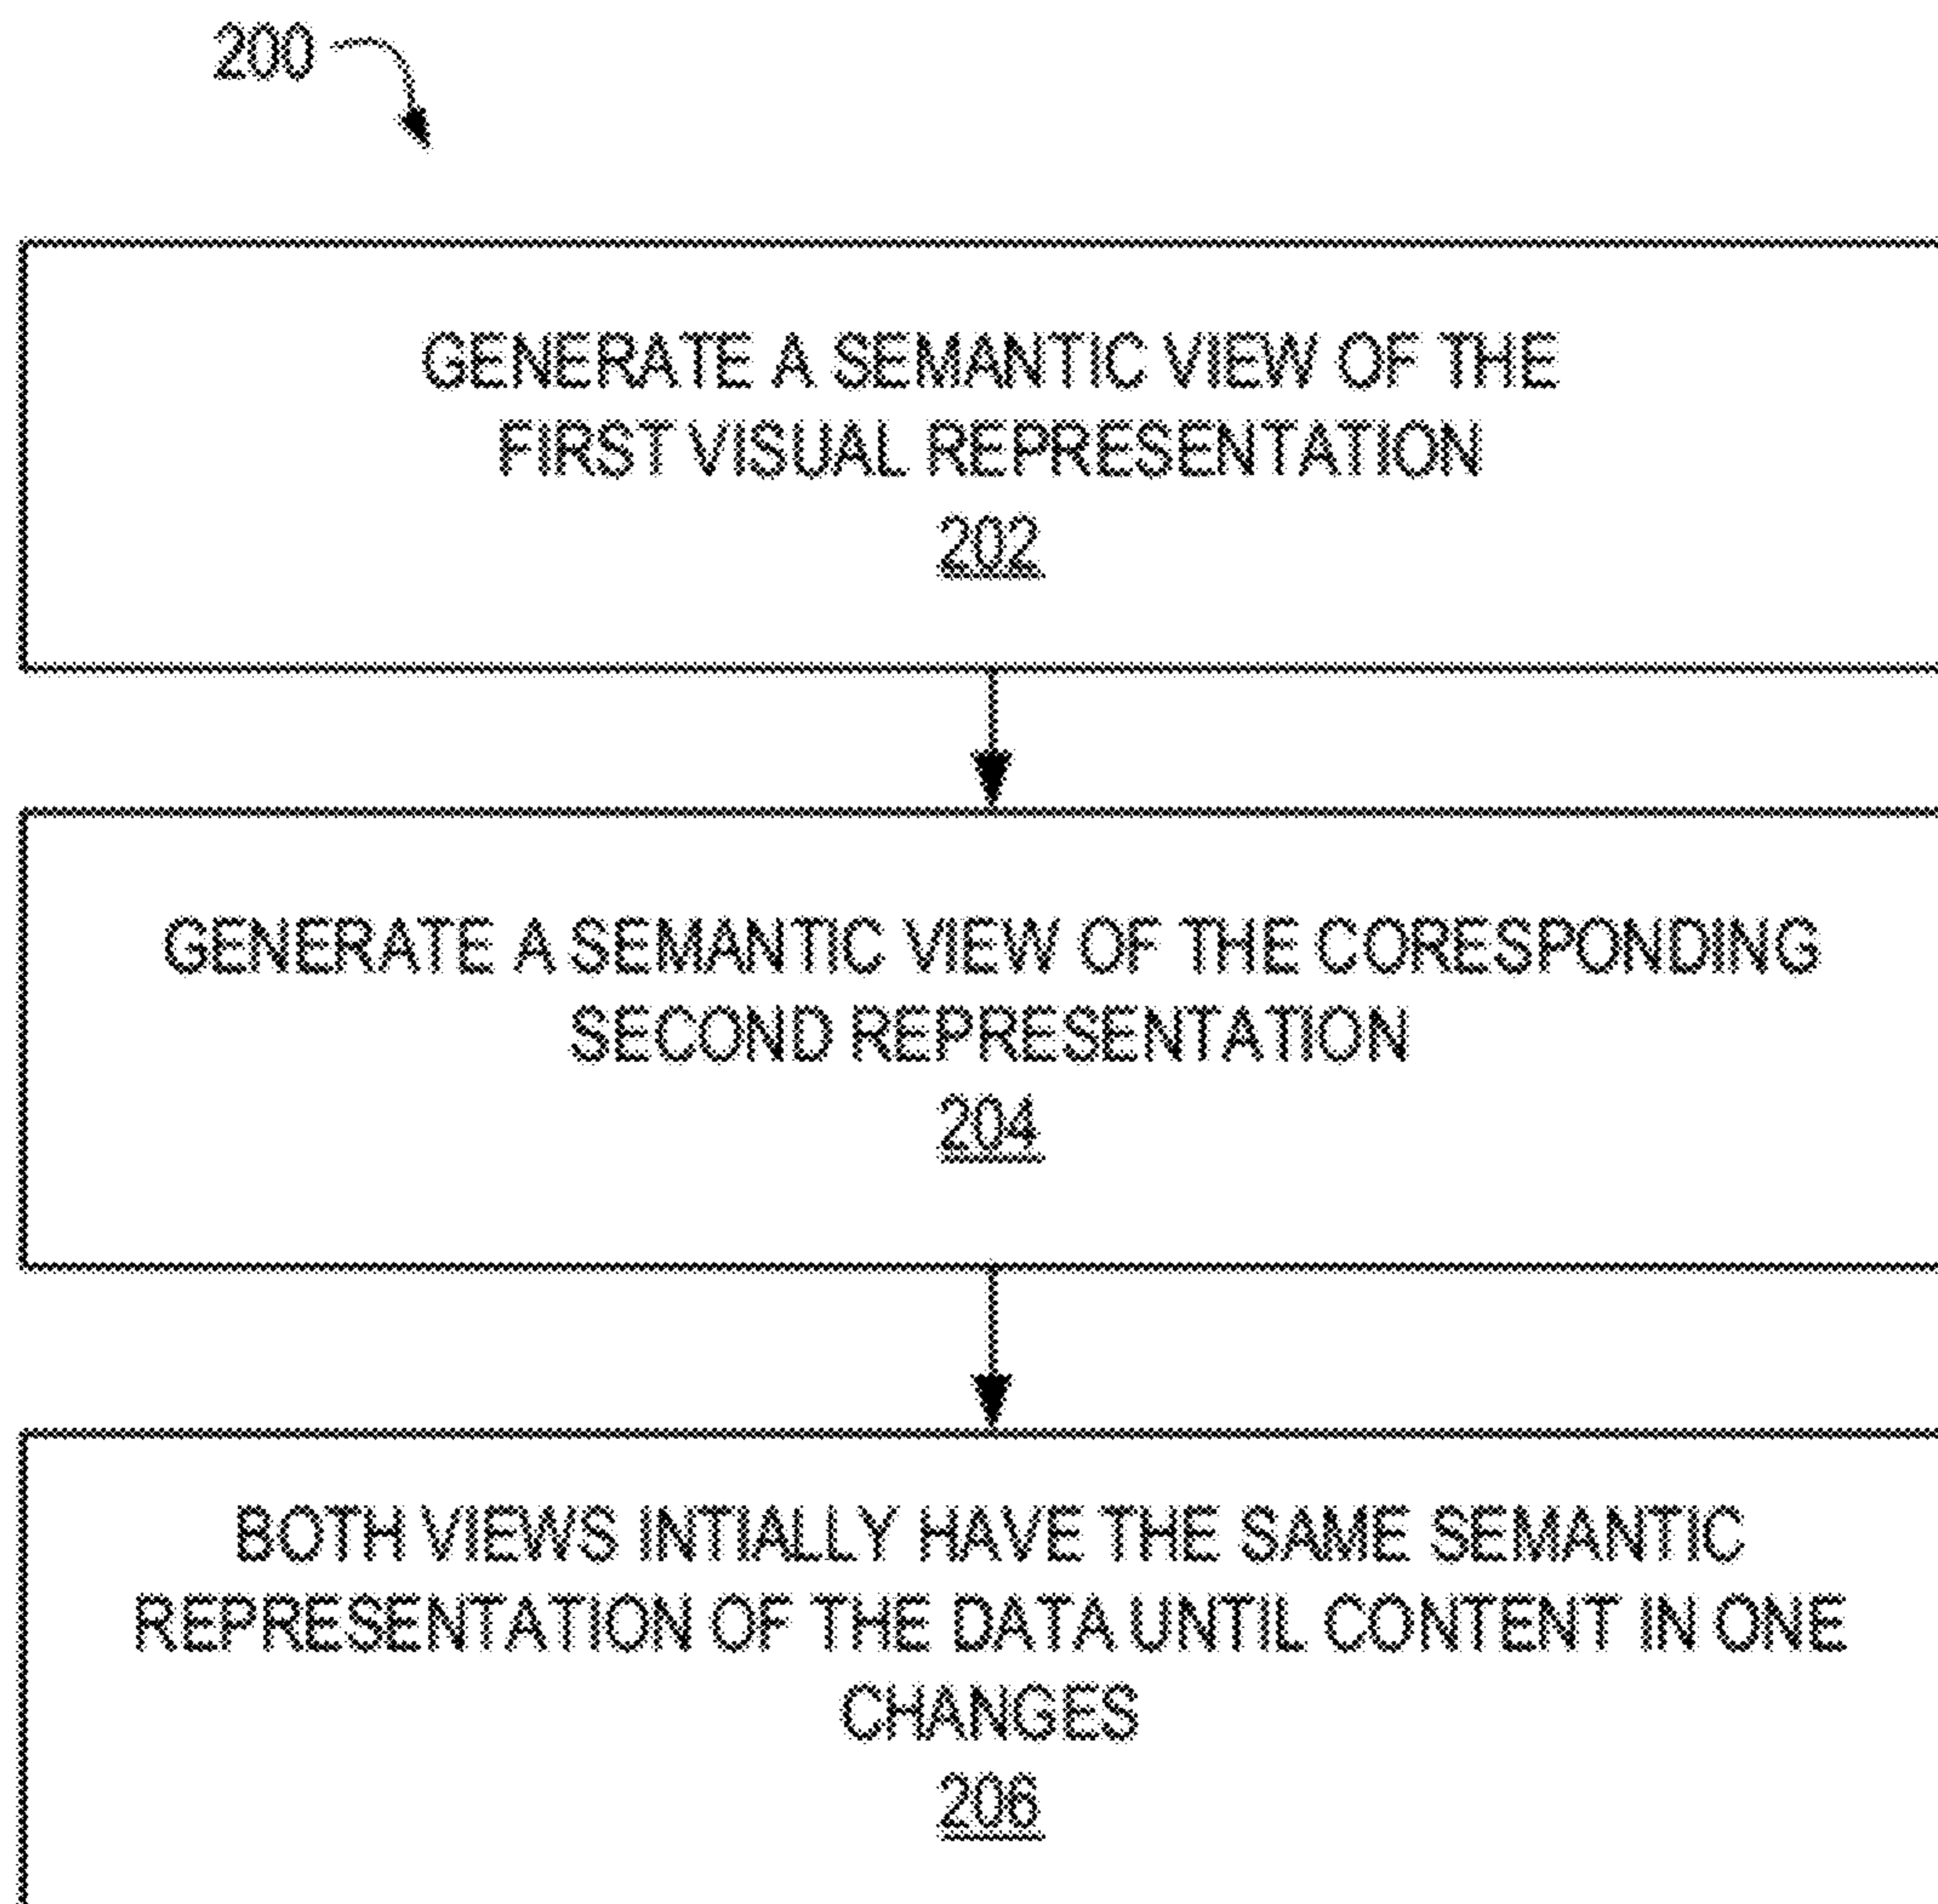 200
GENERATE A SEMANTIC VIEW OF THE
FIRST VISUAL REPRESENTATION
202
GENERATE A SEMANTIC VIEW OF THE CORESPONDING
SECOND REPRESENTATION
204
BOTH VIEWS INTIALLY HAVE THE SAME SEMANTIC
REPRESENTATION OF THE DATA UNTIL CONTENT IN ONE
CHANGES
206